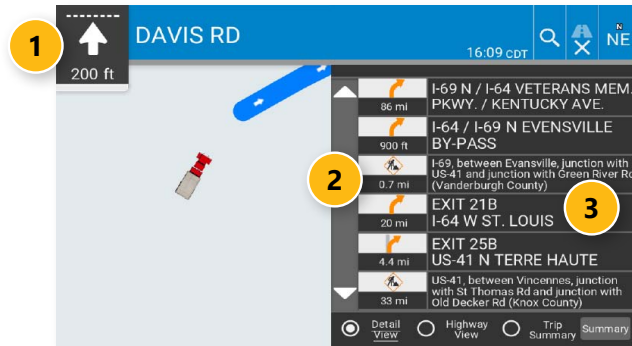 1
200 ft
DAVIS RD
16:09 CDT
N
NE
2
86 mi
I-69 N / I-64 VETERANS MEM.
PKWY. / KENTUCKY AVE.
900 ft
I-64 / I-69 N EVENSVILLE
BY-PASS
0.7 mi
I-69, between Evansville, junction with
US-41 and junction with Green River Rd
(Vanderburgh County)
20 mi
EXIT 21B
I-64 W ST. LOUIS
3
4.4 mi
EXIT 25B
US-41 N TERRE HAUTE
33 mi
US-41, between Vincennes, junction
with St Thomas Rd and junction with
Old Decker Rd (Knox County)
Detail
View
Highway
View
Trip
Summary
Summary